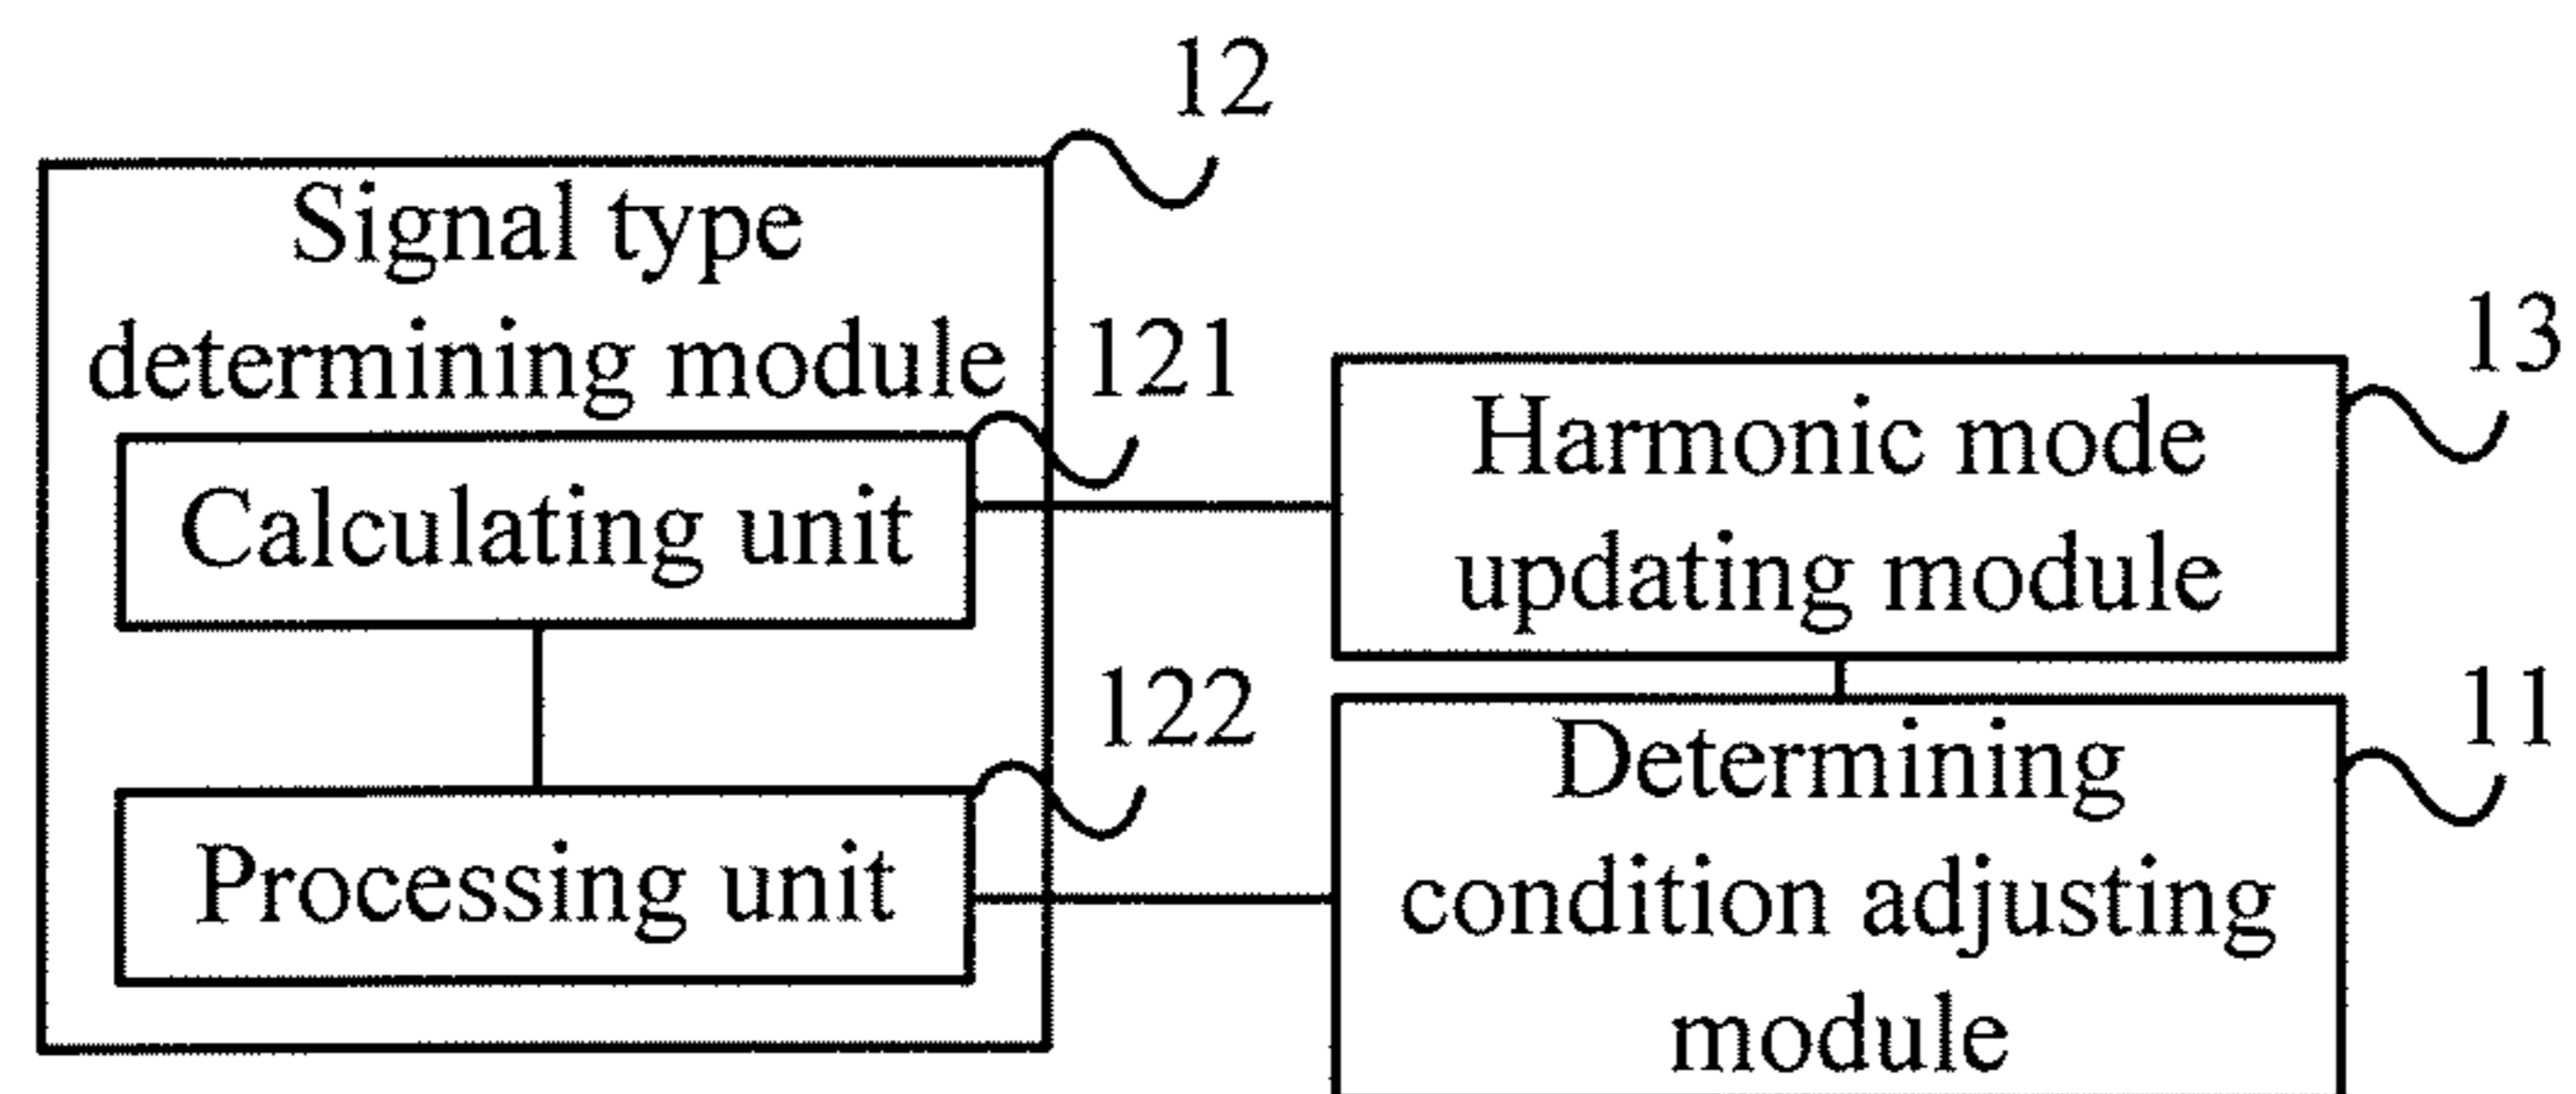 12
Signal type
determining module
121
Calculating unit
122
Processing unit
13
Harmonic mode
updating module
11
Determining
condition adjusting
module